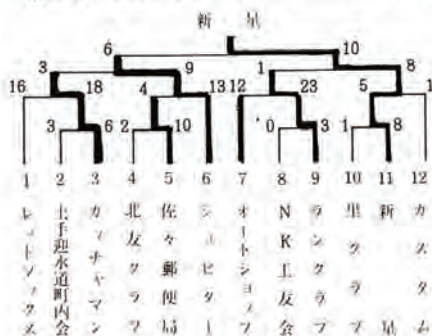 新星
6 10
3 9 1 8
16 18 4 13 12 23 5 1
3 6 2 10 0 3 1 8
1 2 3 4 5 6 7 8 9 10 11 12
レッドソックス
土手迎水道町内会
ガッチャマン
北友クラブ
佐々郵便局
ジュピター
オートショップ
NK工友会
ラングラブ
里クラブ
新星
カスタム